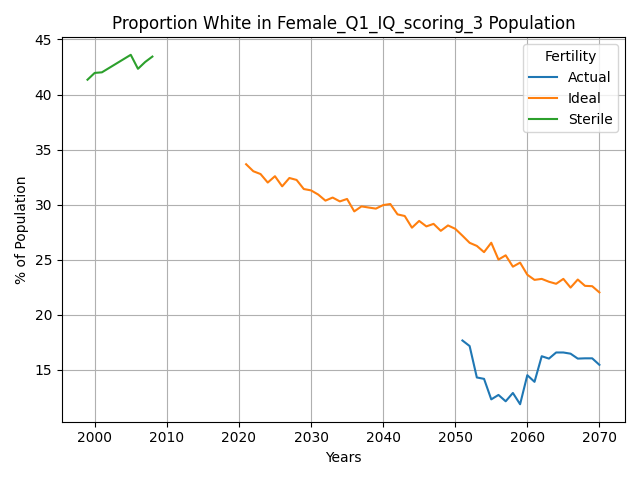 Proportion White in Female_Q1_IQ_scoring_3 Population
45
40
35
30
25
20
15
% of Population
Fertility
Actual
Ideal
Sterile
2000 2010 2020 2030 2040 2050 2060 2070
Years